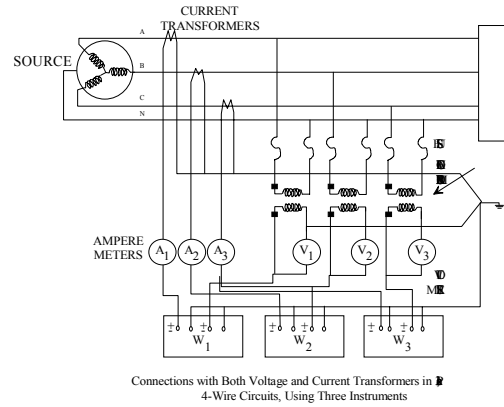 CURRENT
TRANSFORMERS
SOURCE
A
B
C
N
AMPERE
METERS
A1
A2
A3
V1
V2
V3
±
±
±
±
±
±
W1
W2
W3
Connections with Both Voltage and Current Transformers in
4-Wire Circuits, Using Three Instruments